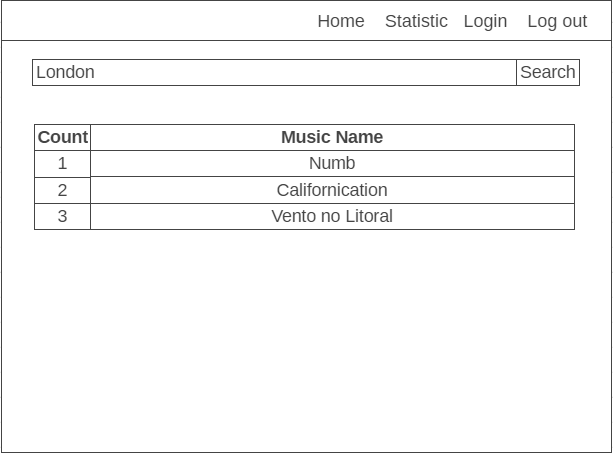 Home Statistic Login Log out
London Search
Count Music Name
1 Numb
2 Californication
3 Vento no Litoral